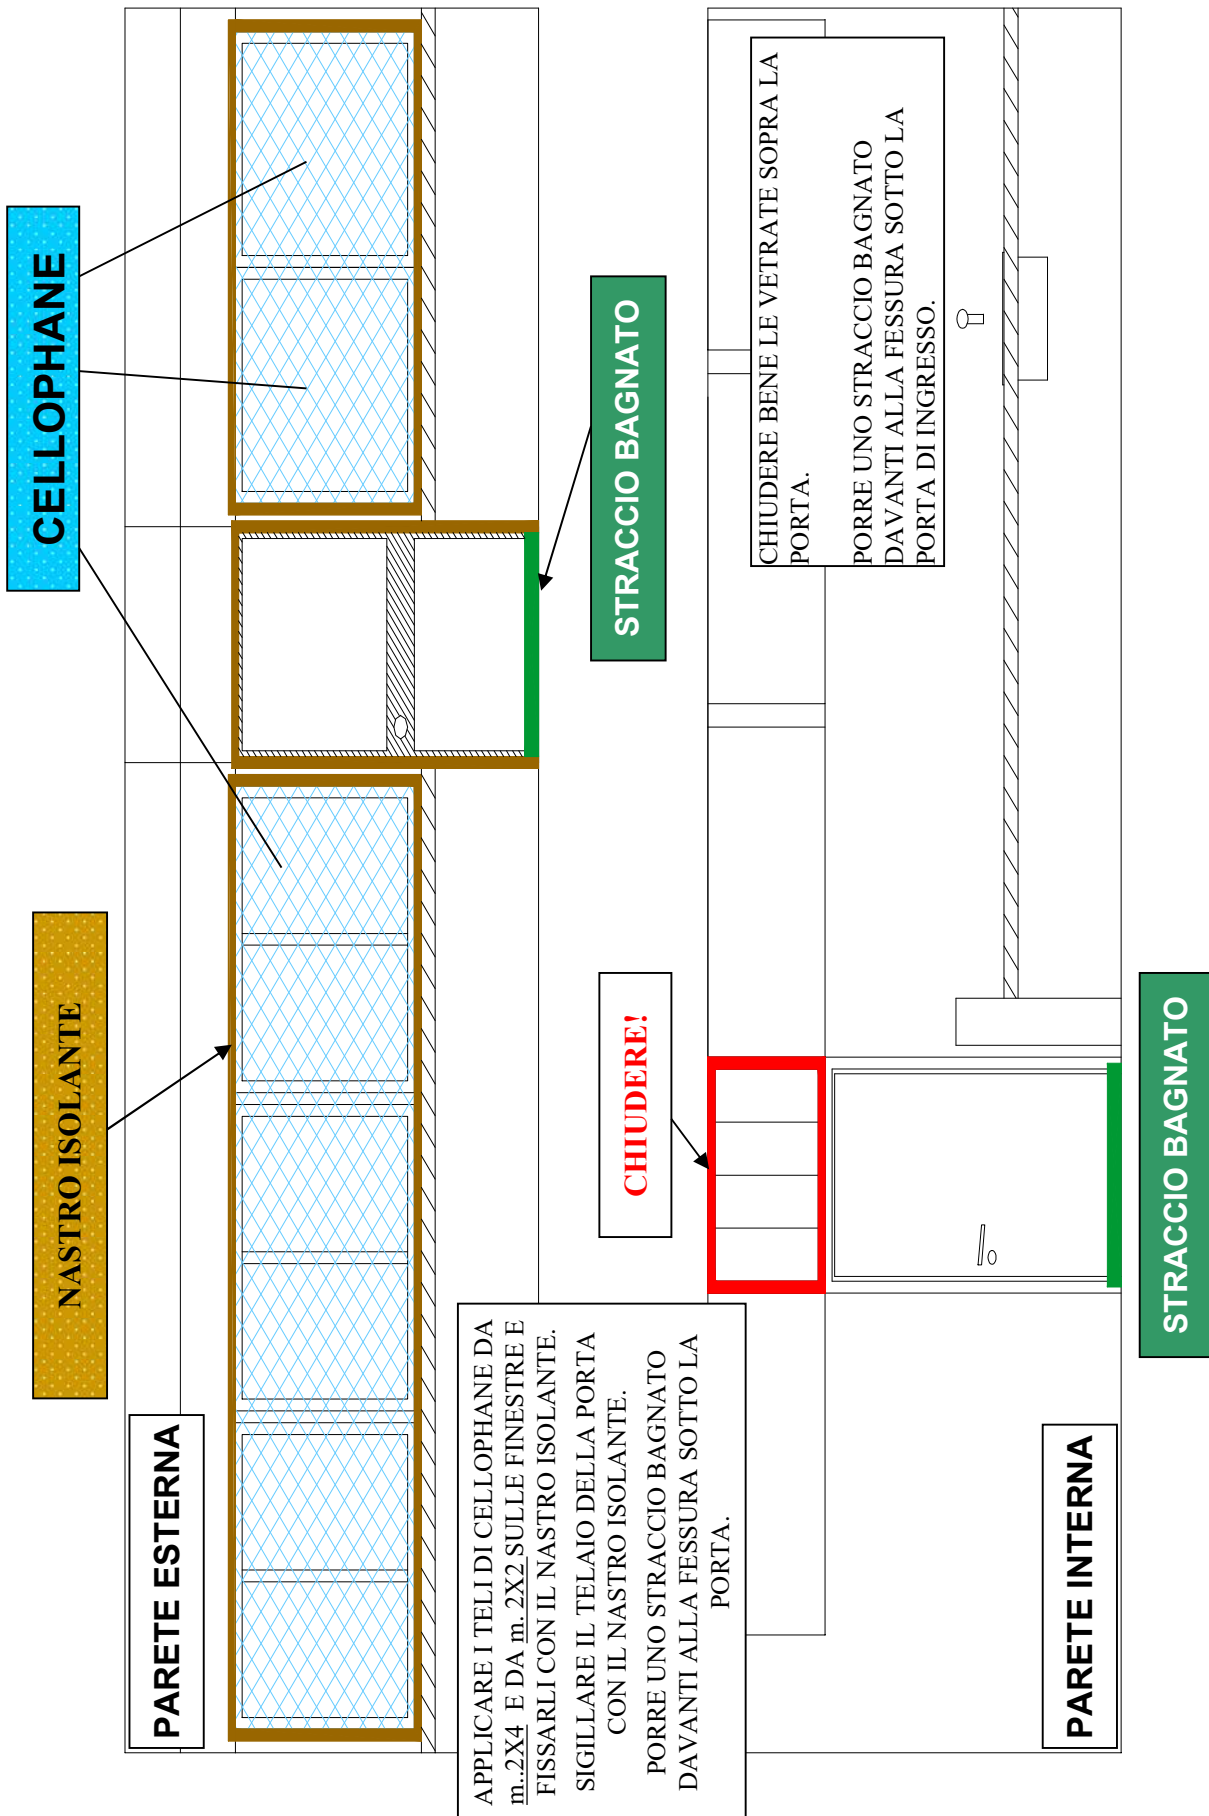 PARETE ESTERNA
NASTRO ISOLANTE
CELLOPHANE
APPLICARE I TELI DI CELLOPHANE DA
m..2X4 E DA m. 2X2 SULLE FINESTRE E
FISSARLI CON IL NASTRO ISOLANTE.
SIGILLARE IL TELAIO DELLA PORTA
CON IL NASTRO ISOLANTE.
PORRE UNO STRACCIO BAGNATO
DAVANTI ALLA FESSURA SOTTO LA
PORTA.
STRACCIO BAGNATO
CHIUDERE!
CHIUDERE BENE LE VETRATE SOPRA LA
PORTA.
PORRE UNO STRACCIO BAGNATO
DAVANTI ALLA FESSURA SOTTO LA
PORTA DI INGRESSO.
PARETE INTERNA
STRACCIO BAGNATO